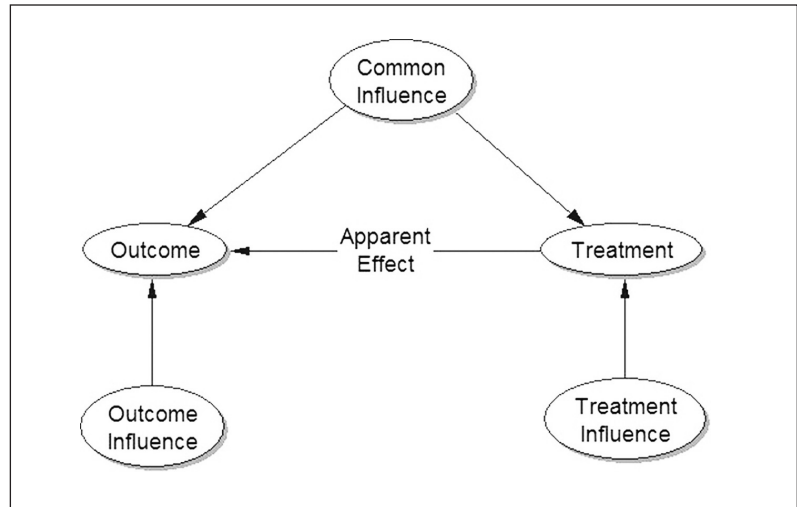 Common
Influence
Outcome
Apparent
Effect
Treatment
Outcome
Influence
Treatment
Influence